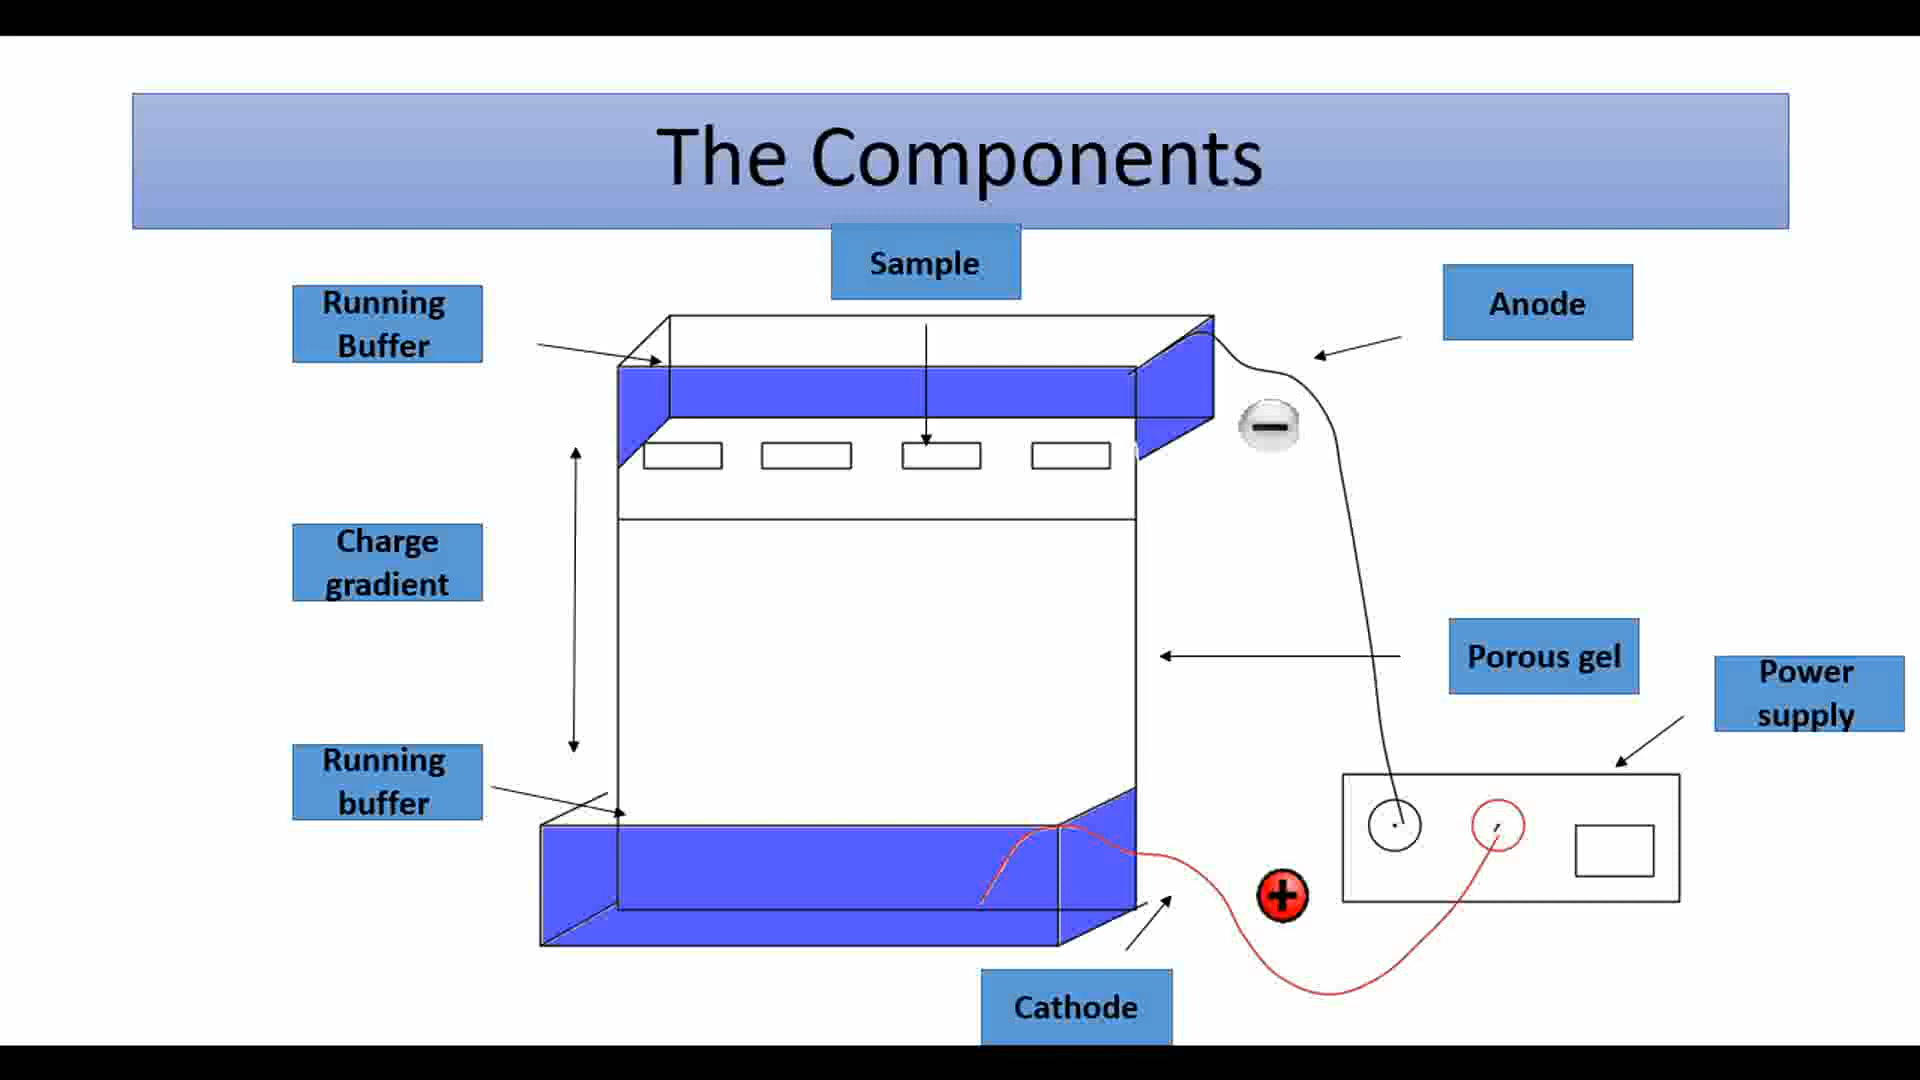 The Components
Sample
Running
Buffer
Anode
Charge
gradient
Porous gel
Power
supply
Running
buffer
Cathode